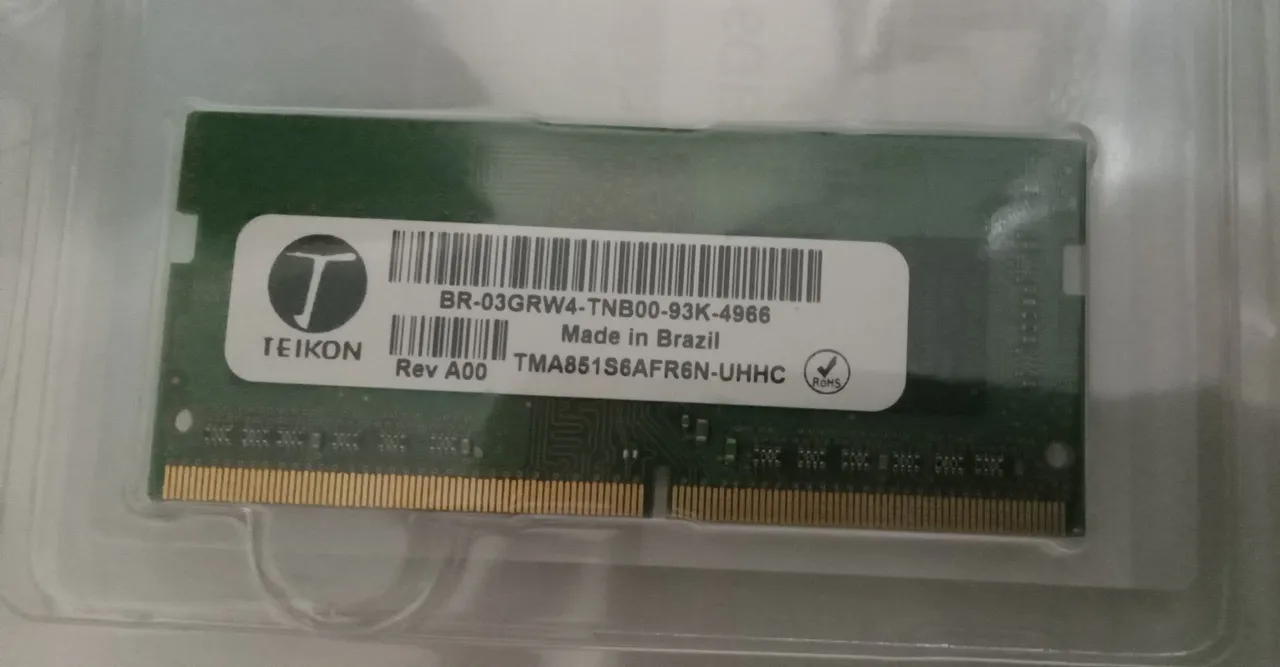 TEIKON
BR-03GRW4-TNB00-93K-4966
Made in Brazil
Rev A00
TMA851S6AFR6N-UHHC
RoHS